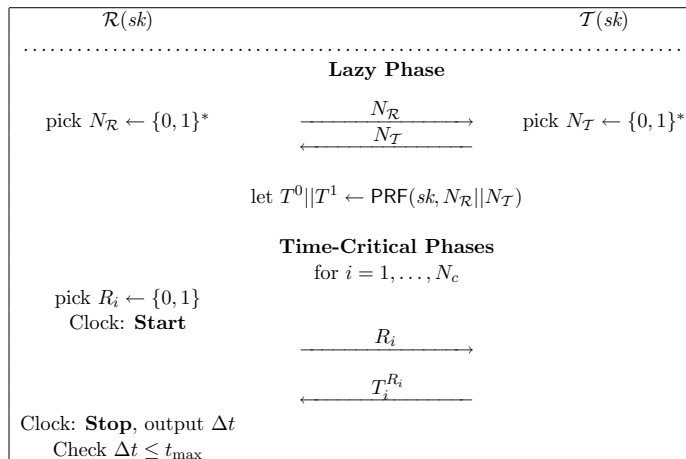 𝓡(sk) 𝓣(sk)
Lazy Phase
pick N_𝓡 ← {0, 1}* N_𝓡 pick N_𝓣 ← {0, 1}*
N_𝓣
let T⁰||T¹ ← PRF(sk, N_𝓡||N_𝓣)
Time-Critical Phases
for i = 1, . . . , N_c
pick R_i ← {0, 1}
Clock: Start
R_i
T_i^{R_i}
Clock: Stop, output Δt
Check Δt ≤ t_max